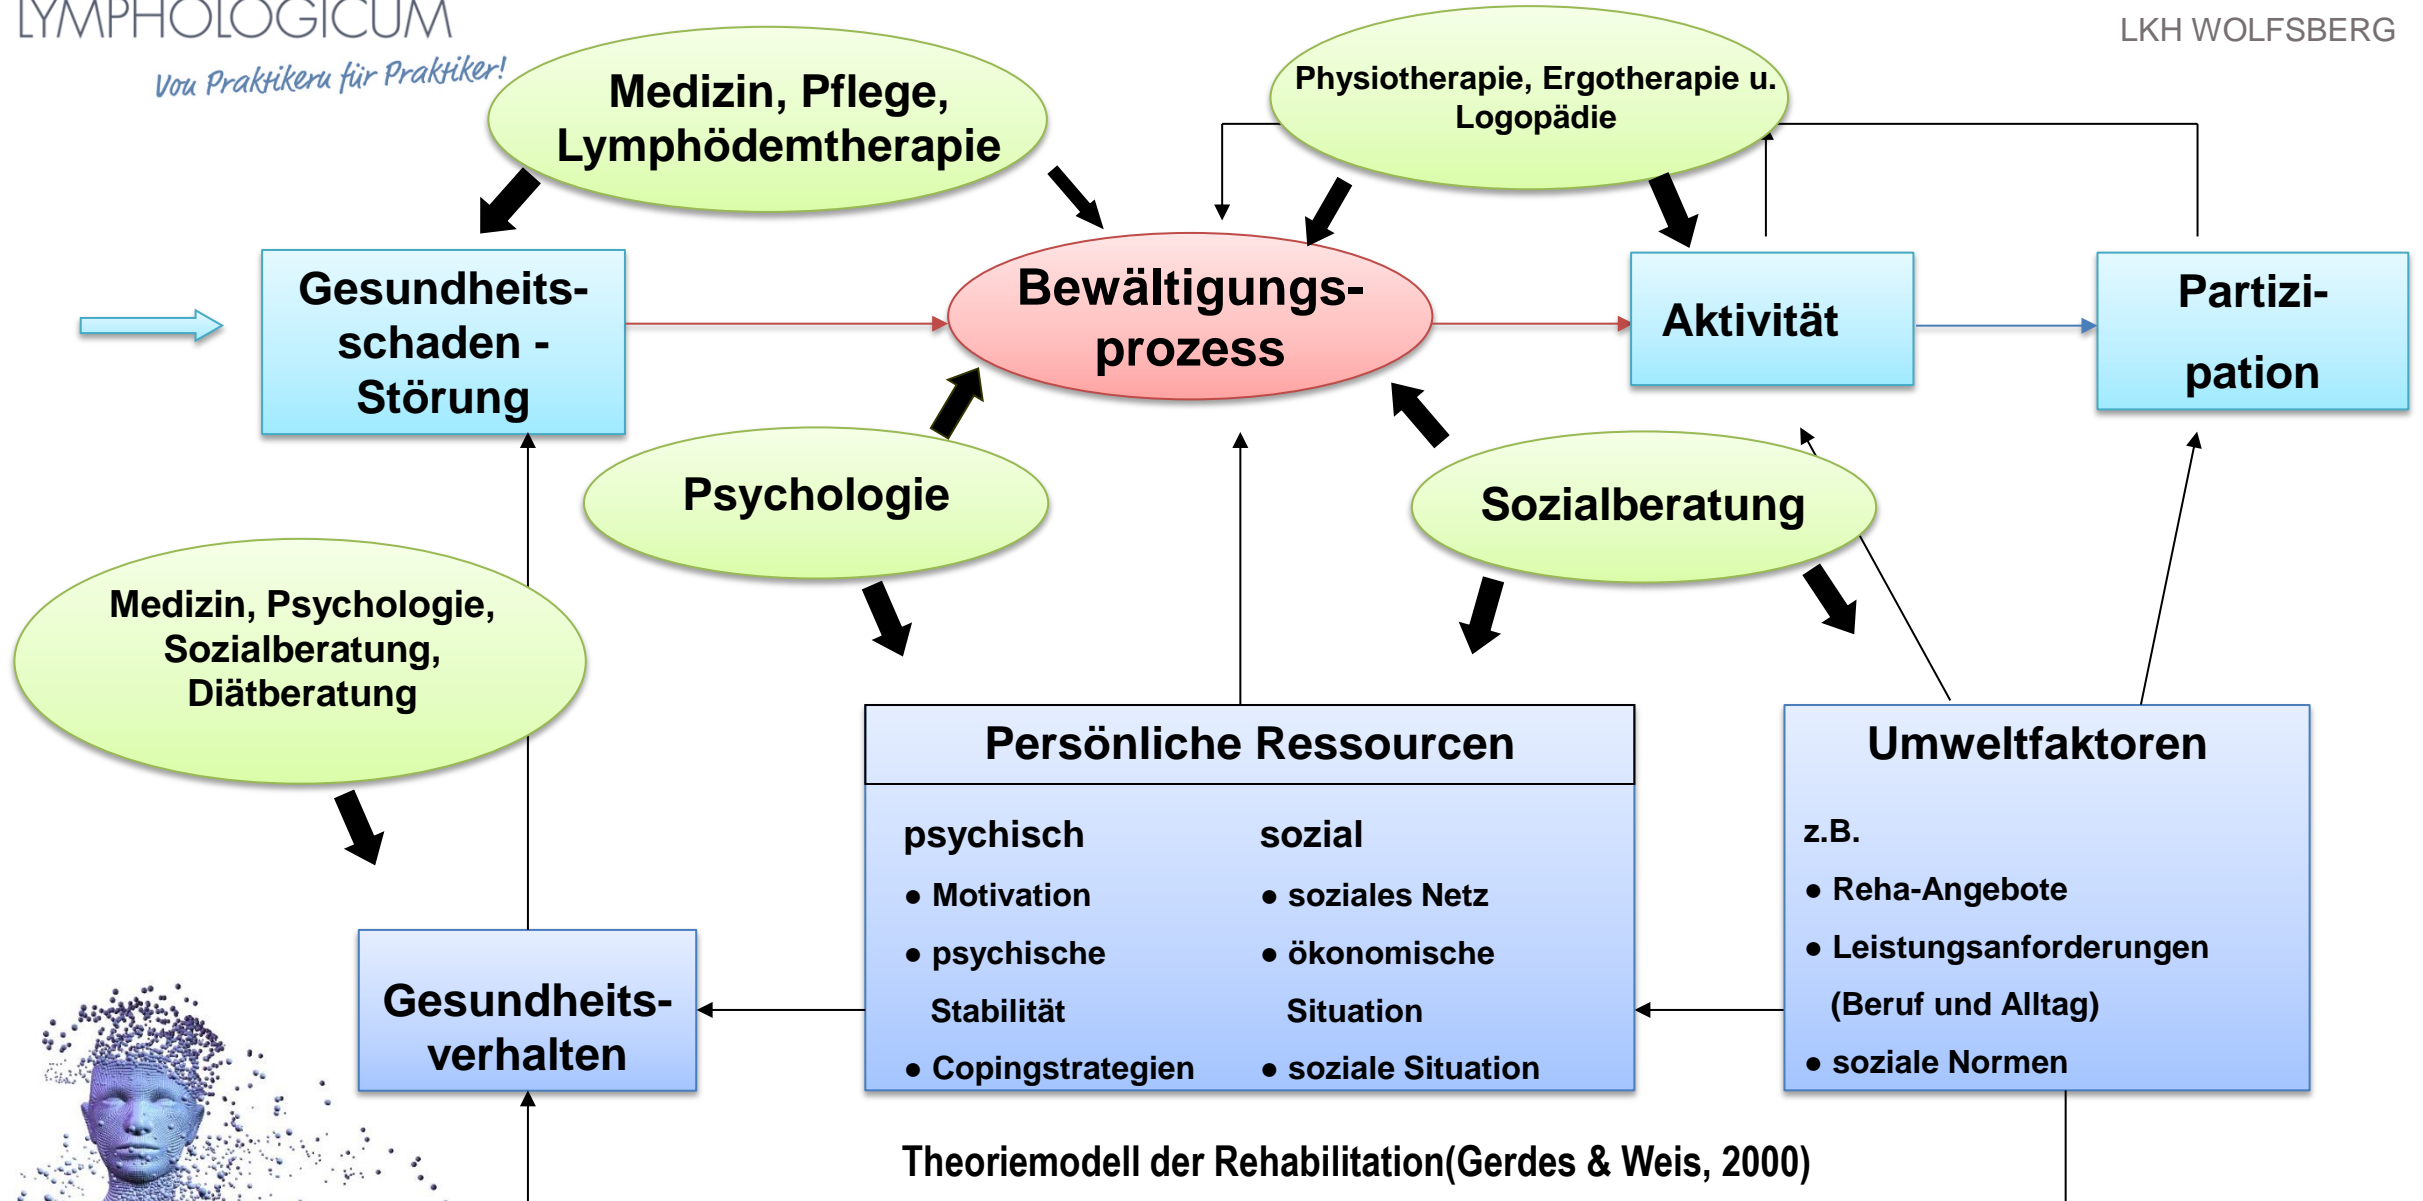 LYMPHOLOGICUM
Von Praktikern für Praktiker!
LKH WOLFSBERG
Medizin, Pflege,
Lymphödemtherapie
Physiotherapie, Ergotherapie u.
Logopädie
Gesundheits-
schaden -
Störung
Bewältigungs-
prozess
Aktivität
Partizi-
pation
Psychologie
Sozialberatung
Medizin, Psychologie,
Sozialberatung,
Diätberatung
Gesundheits-
verhalten
Persönliche Ressourcen
psychisch
● Motivation
● psychische
Stabilität
● Copingstrategien
sozial
● soziales Netz
● ökonomische
Situation
● soziale Situation
Umweltfaktoren
z.B.
● Reha-Angebote
● Leistungsanforderungen
(Beruf und Alltag)
● soziale Normen
Theoriemodell der Rehabilitation(Gerdes & Weis, 2000)